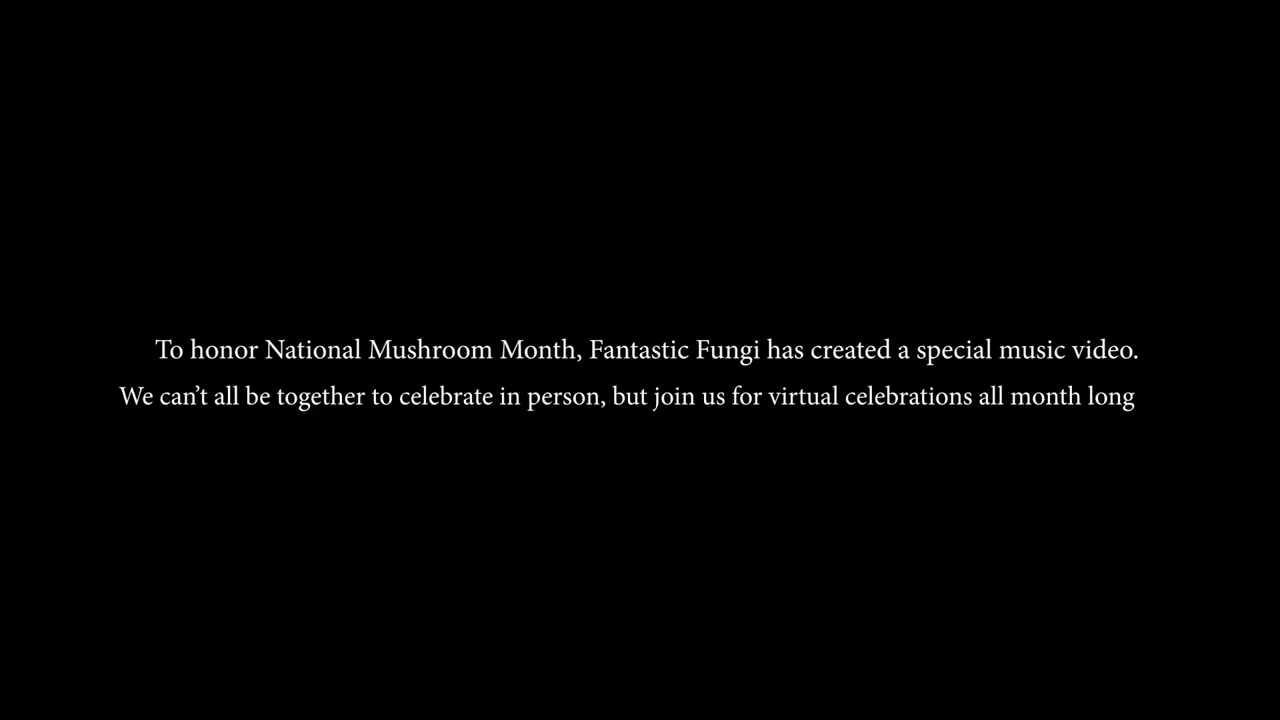 To honor National Mushroom Month, Fantastic Fungi has created a special music video.
We can’t all be together to celebrate in person, but join us for virtual celebrations all month long